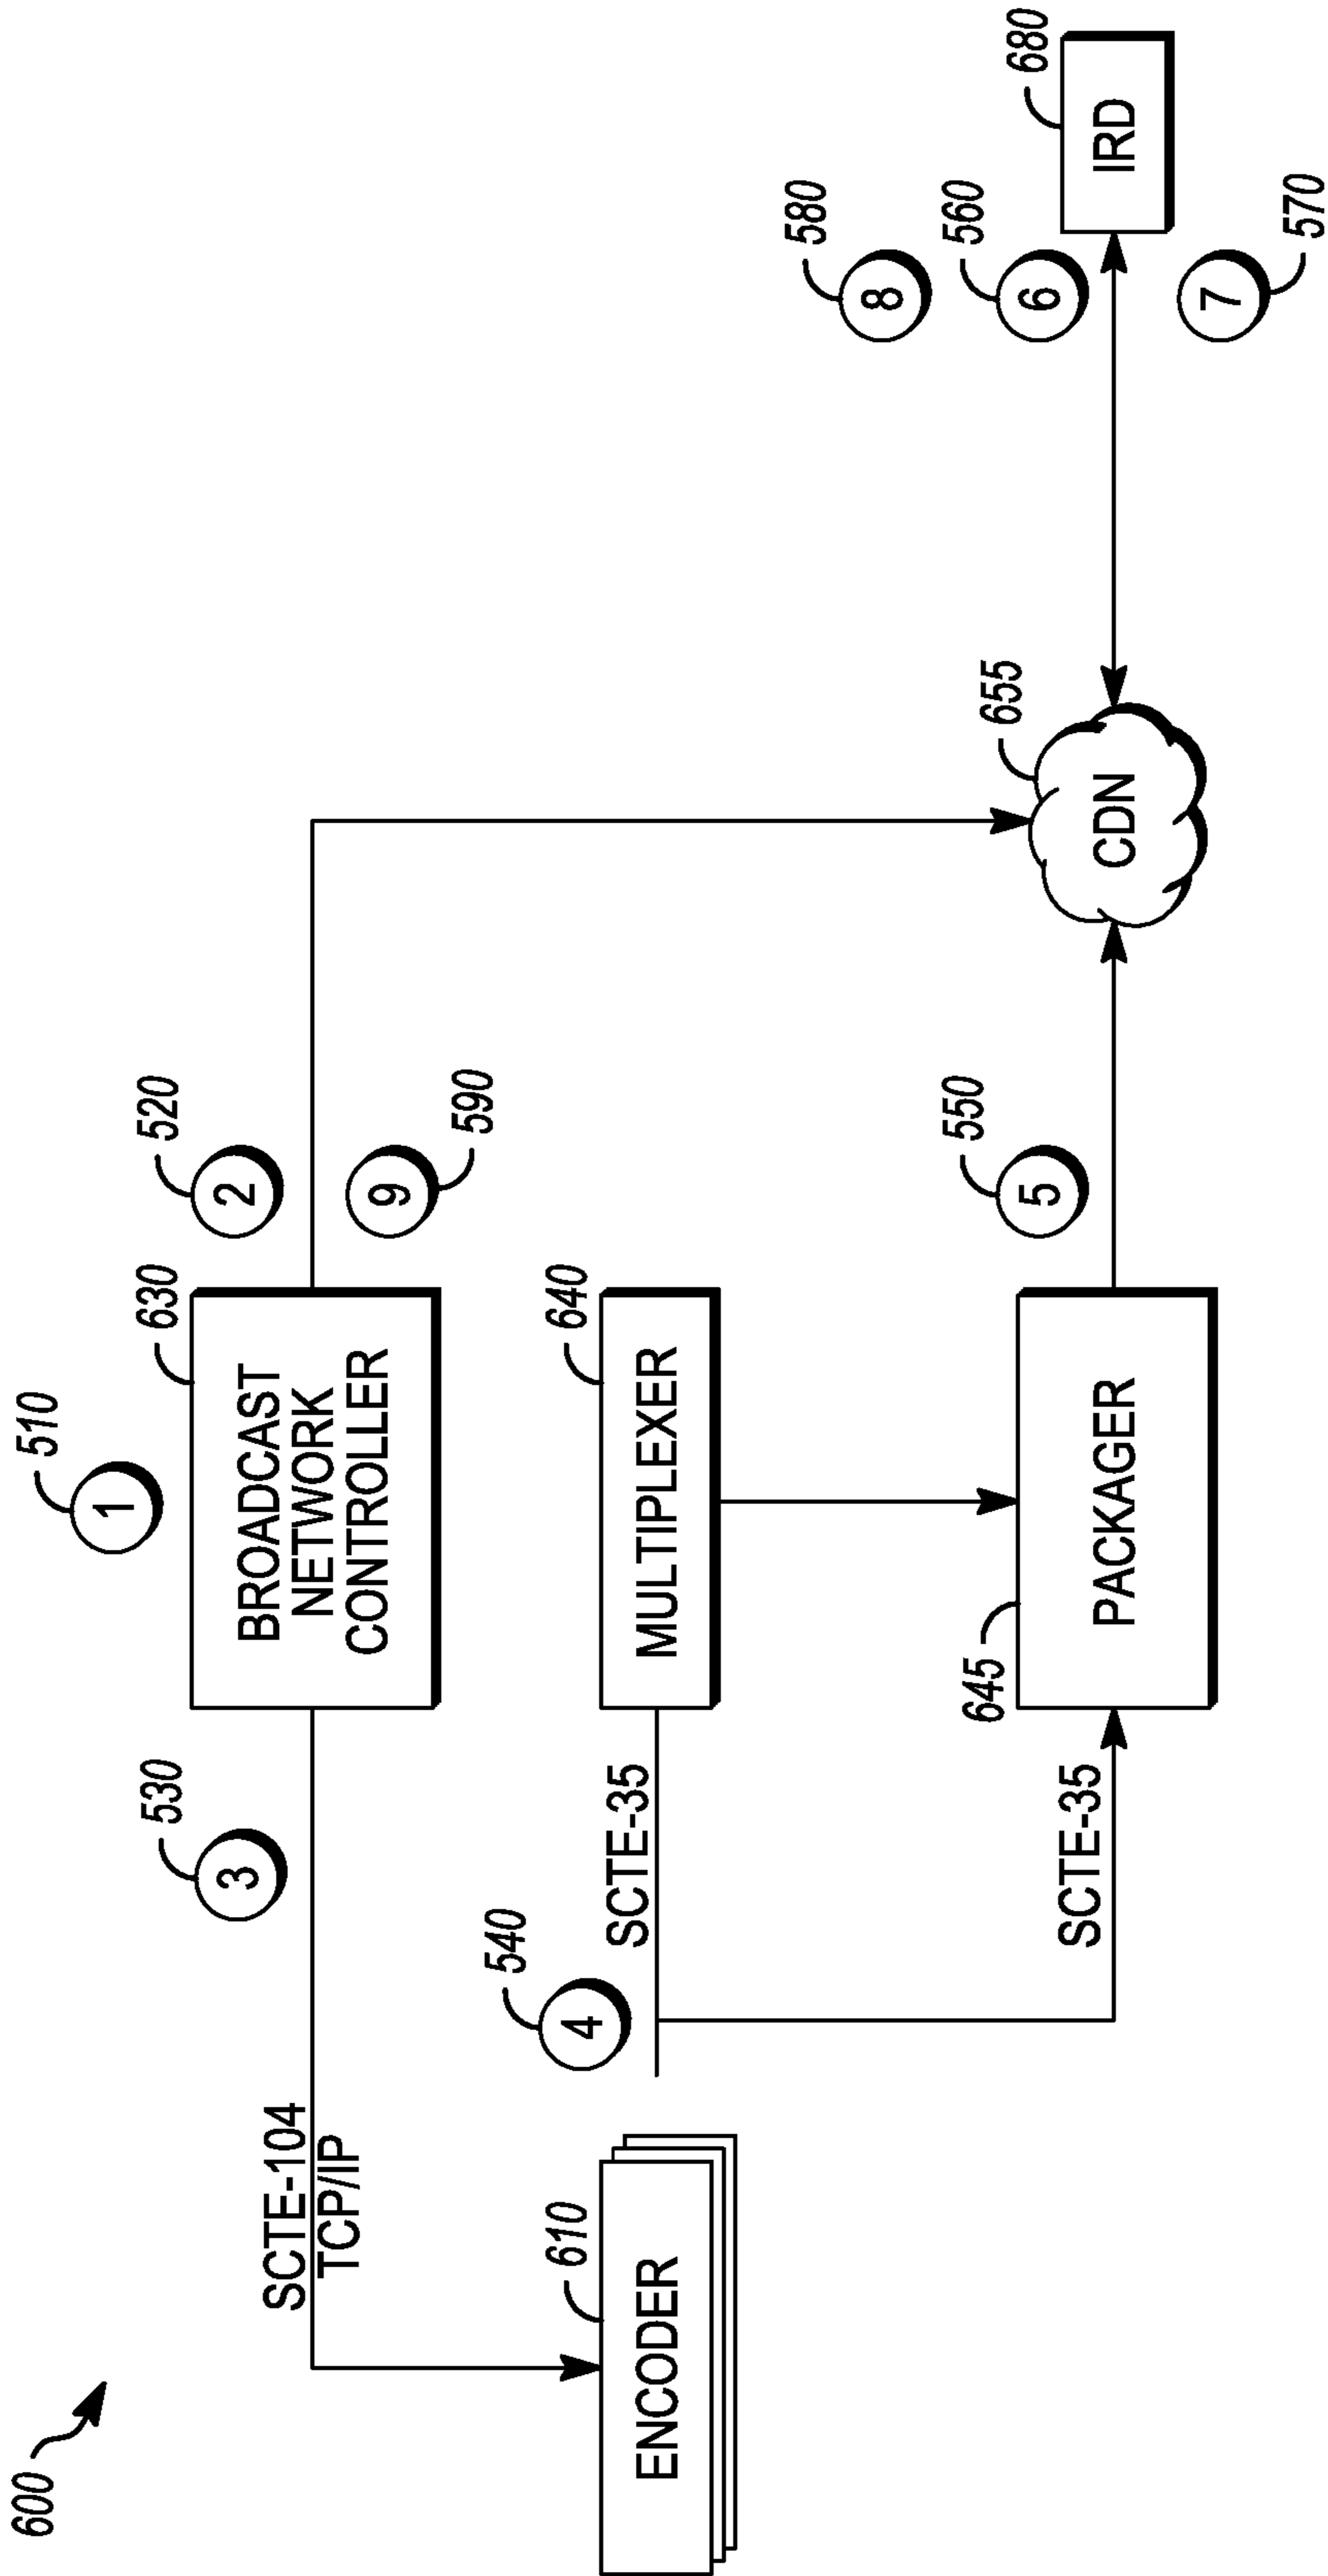 600
510
1
530
3
630
520
2
BROADCAST
NETWORK
CONTROLLER
9
590
SCTE-104
TCP/IP
610
ENCODER
540
4
SCTE-35
640
MULTIPLEXER
SCTE-35
645
PACKAGER
550
5
655
CDN
580
8
560
6
7
570
680
IRD